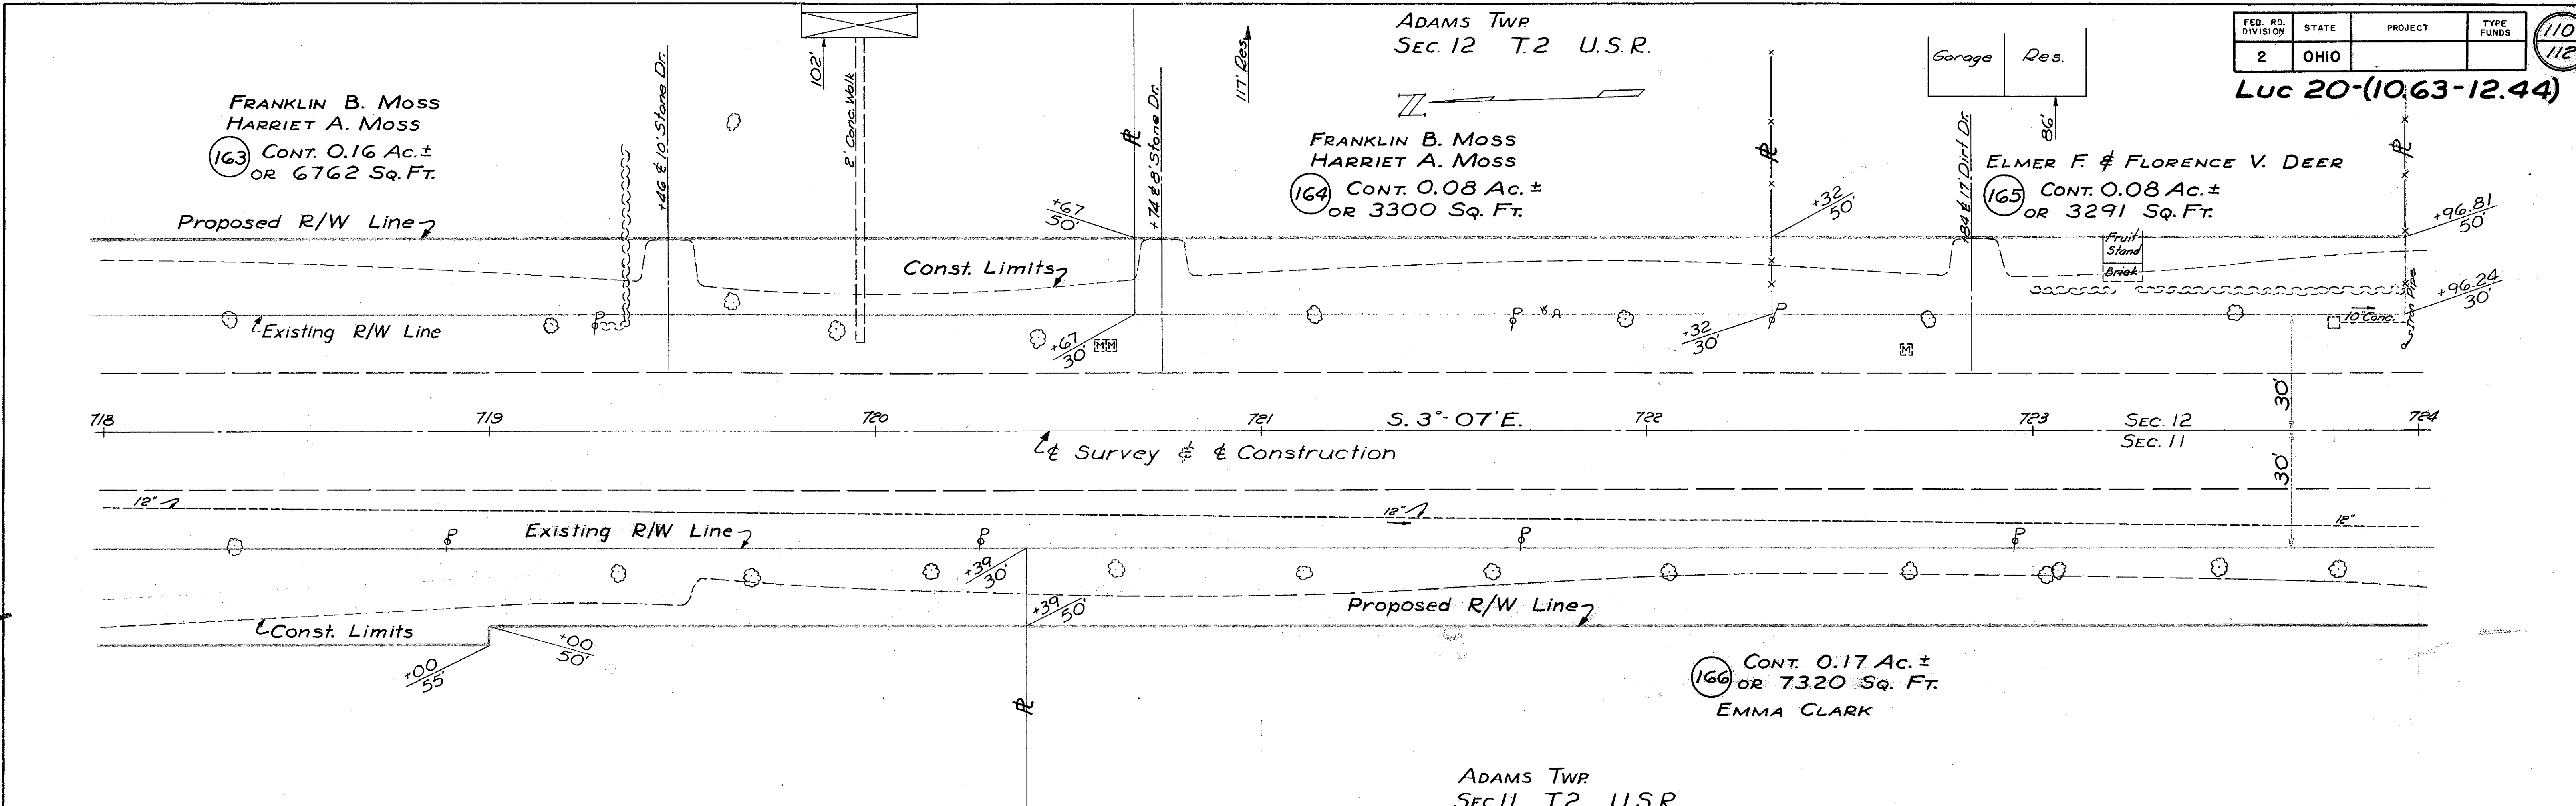 ADAMS TWP.
SEC. 12 T.2 U.S.R.
FED. RD. DIVISION STATE PROJECT TYPE FUNDS
2 OHIO
110
112
LUC 20-(10.63-12.44)
FRANKLIN B. MOSS
HARRIET A. MOSS
163 CONT. 0.16 AC.±
OR 6762 SQ. FT.
+46 ⅊ 10' Stone Dr.
102'
2' Conc. Walk
℄
+74 ⅊ 8' Stone Dr.
117' Res.
FRANKLIN B. MOSS
HARRIET A. MOSS
164 CONT. 0.08 AC.±
OR 3300 SQ. FT.
Garage Res.
86'
+84 ⅊ 17' Dirt Dr.
ELMER F. & FLORENCE V. DEER
165 CONT. 0.08 AC.±
OR 3291 SQ. FT.
Proposed R/W Line
+67
50'
+32
50'
+96.81
50'
Const. Limits
Fruit
Stand
Brick
+96.24
30'
Existing R/W Line
+67
30'
M M
+32
30'
M
10" Conc.
Iron Pipe
30'
718 719 720 721 S. 3°-07' E. 722 723 SEC. 12 724
SEC. 11
℄ Survey & ℄ Construction
30'
12" 12" 12"
Existing R/W Line
+39
30'
+39
50'
Proposed R/W Line
Const. Limits
+00
50'
+00
55'
166 CONT. 0.17 AC.±
OR 7320 SQ. FT.
EMMA CLARK
ADAMS TWP.
SEC 11 T.2 U.S.R.